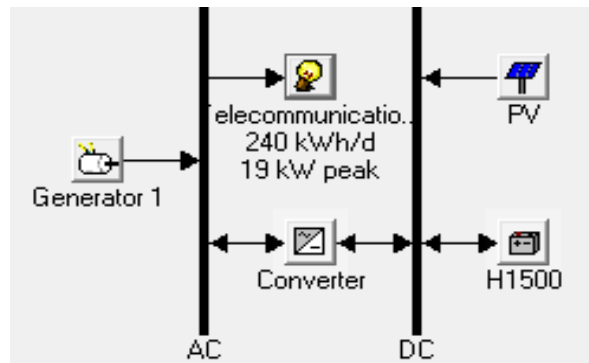 Telecommunicatio...
240 kWh/d
19 kW peak
PV
Generator 1
Converter
H1500
AC
DC